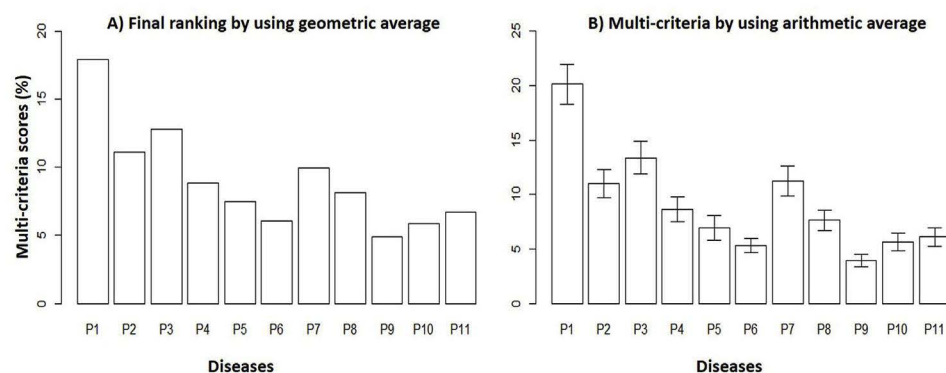 A) Final ranking by using geometric average
Multi-criteria scores (%)
20
15
10
5
0
P1 P2 P3 P4 P5 P6 P7 P8 P9 P10 P11
Diseases
B) Multi-criteria by using arithmetic average
25
20
15
10
5
0
P1 P2 P3 P4 P5 P6 P7 P8 P9 P10 P11
Diseases